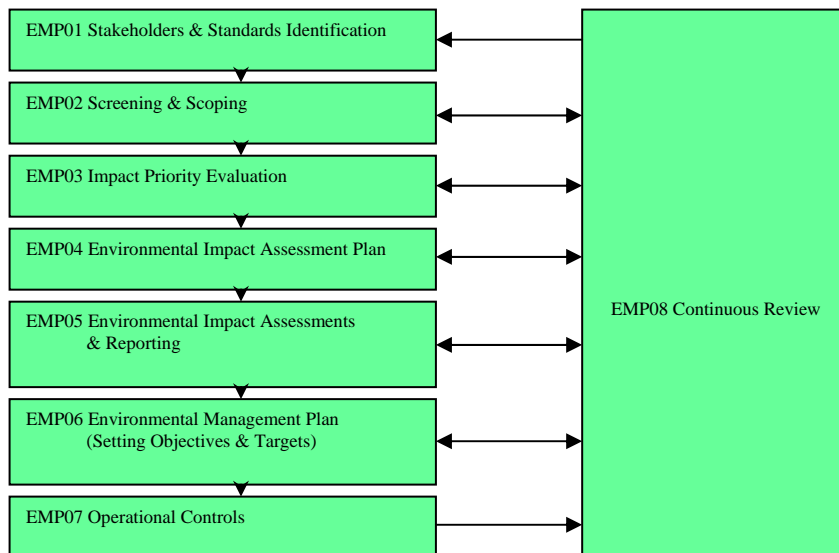 EMP01 Stakeholders & Standards Identification
EMP02 Screening & Scoping
EMP03 Impact Priority Evaluation
EMP04 Environmental Impact Assessment Plan
EMP05 Environmental Impact Assessments
& Reporting
EMP06 Environmental Management Plan
(Setting Objectives & Targets)
EMP07 Operational Controls
EMP08 Continuous Review